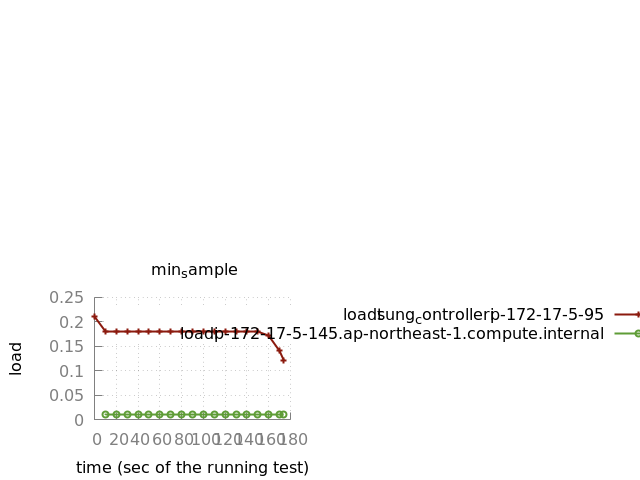 minsample
0.25
0.2
0.15
0.1
0.05
0
load
loadtsungcontrollerip-172-17-5-95
loadip-172-17-5-145.ap-northeast-1.compute.internal
0 20 40 60 80 100 120 140 160 180
time (sec of the running test)